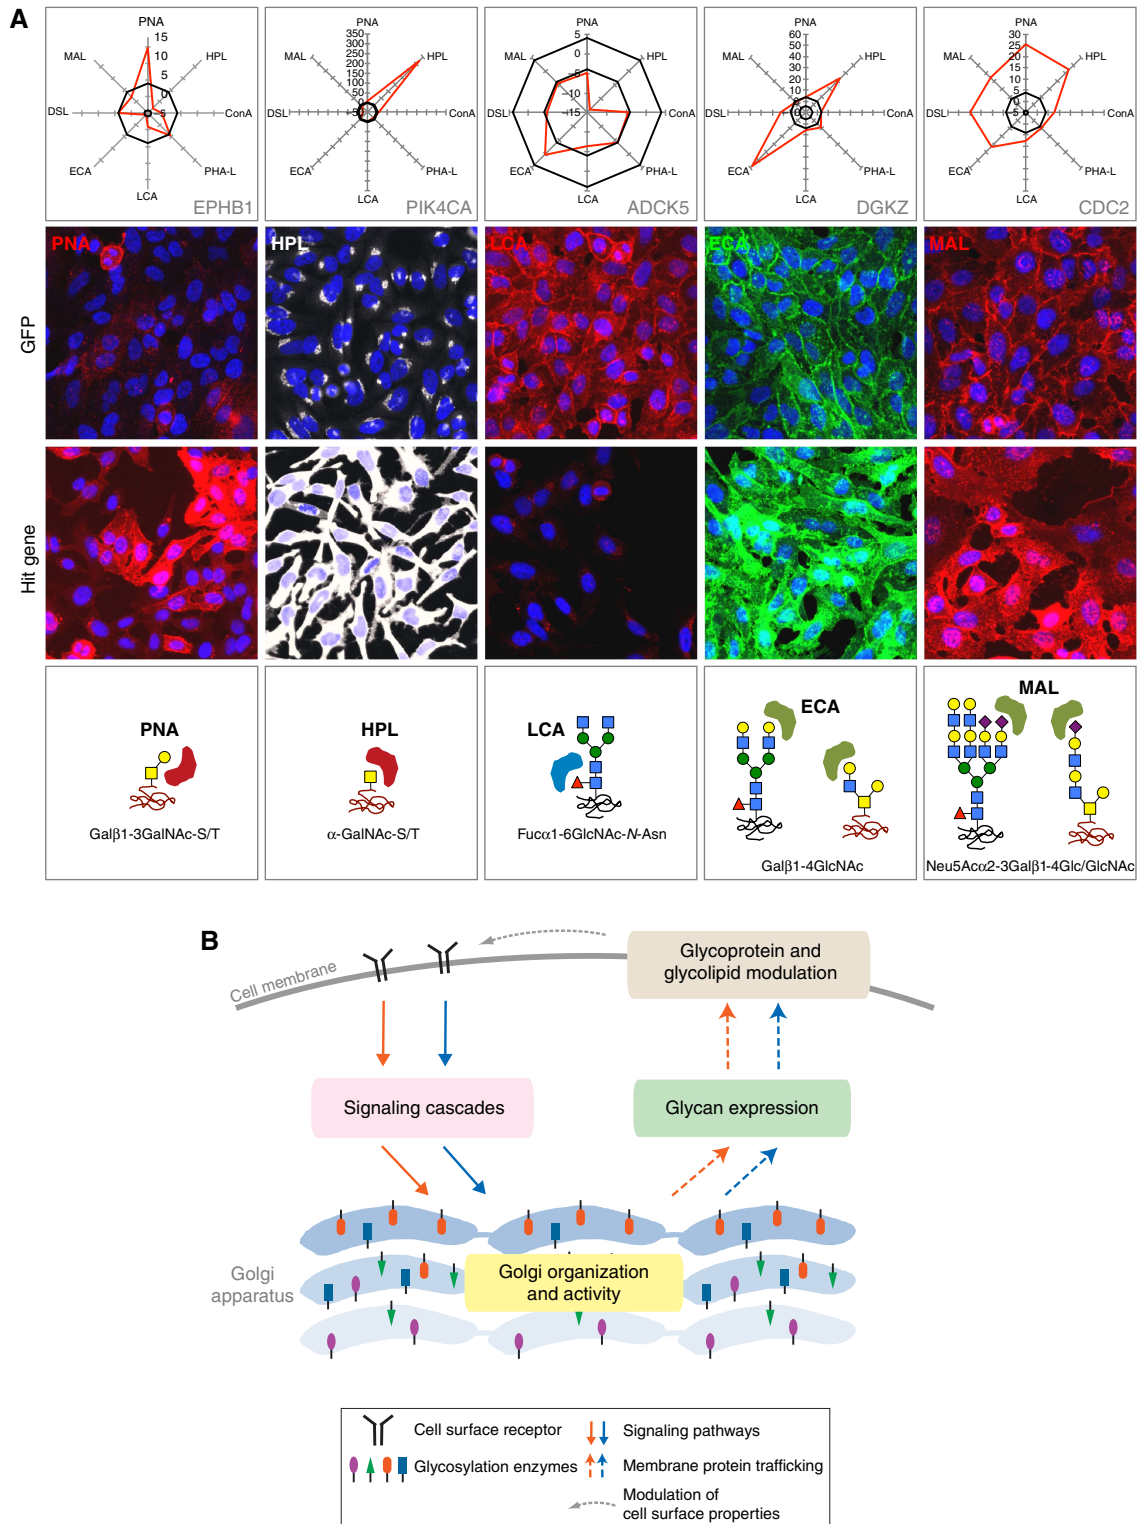 A
PNA
15
10
5
0
-5
MAL
HPL
DSL
ConA
ECA
PHA-L
LCA
EPHB1
PNA
350
300
250
200
150
100
50
0
-5
MAL
HPL
DSL
ConA
ECA
PHA-L
LCA
PIK4CA
PNA
5
0
-5
-10
-15
MAL
HPL
DSL
ConA
ECA
PHA-L
LCA
ADCK5
PNA
60
50
40
30
20
10
0
MAL
HPL
DSL
ConA
ECA
PHA-L
LCA
DGKZ
PNA
30
25
20
15
10
5
0
-5
MAL
HPL
DSL
ConA
ECA
PHA-L
LCA
CDC2
GFP
PNA
HPL
LCA
ECA
MAL
Hit gene
PNA
Galβ1-3GalNAc-S/T
HPL
α-GalNAc-S/T
LCA
Fucα1-6GlcNAc-N-Asn
ECA
Galβ1-4GlcNAc
MAL
Neu5Acα2-3Galβ1-4Glc/GlcNAc
B
Cell membrane
Glycoprotein and
glycolipid modulation
Signaling cascades
Glycan expression
Golgi
apparatus
Golgi organization
and activity
Cell surface receptor
Signaling pathways
Glycosylation enzymes
Membrane protein trafficking
Modulation of
cell surface properties